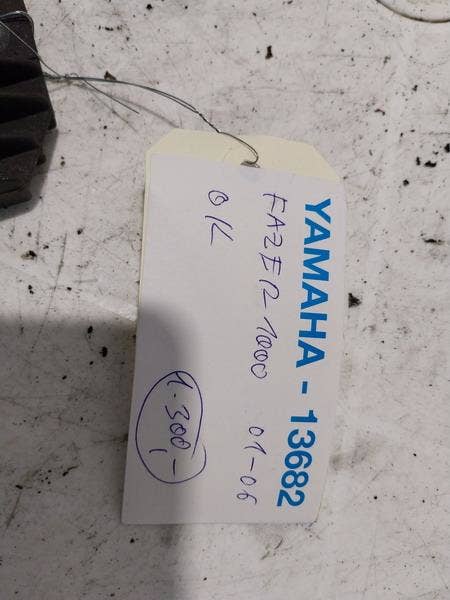 YAMAHA - 13682
FAZER 1000 01-06
OK
1.300,-